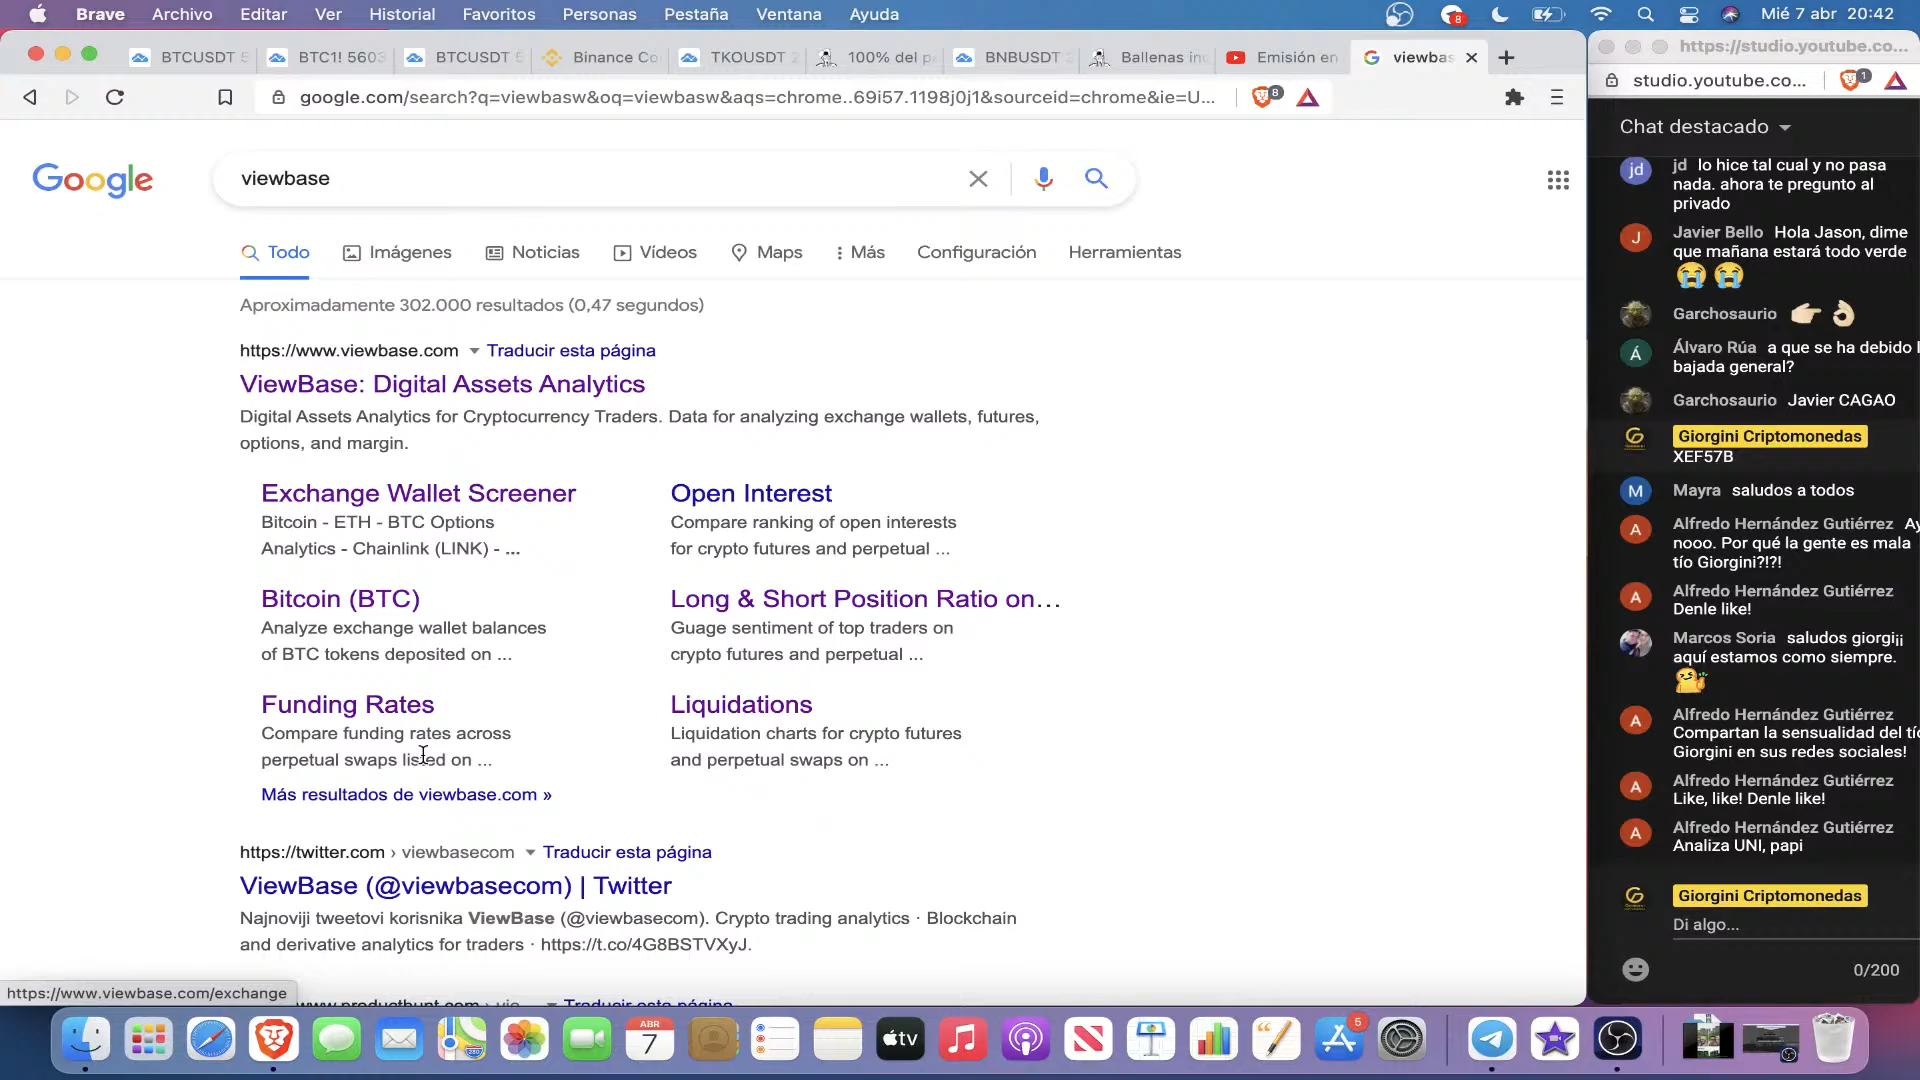 Brave Archivo Editar Ver Historial Favoritos Personas Pestaña Ventana Ayuda
8
Mié 7 abr 20:42
BTCUSDT 5
BTC1! 5603
BTCUSDT 5
Binance Co
TKOUSDT 2
100% del p
BNBUSDT 3
Ballenas in
Emisión en
viewbas
google.com/search?q=viewbasw&oq=viewbasw&aqs=chrome..69i57.1198j0j1&sourceid=chrome&ie=U...
8
Google
viewbase
Todo
Imágenes
Noticias
Vídeos
Maps
Más
Configuración
Herramientas
Aproximadamente 302.000 resultados (0,47 segundos)
https://www.viewbase.com Traducir esta página
ViewBase: Digital Assets Analytics
Digital Assets Analytics for Cryptocurrency Traders. Data for analyzing exchange wallets, futures,
options, and margin.
Exchange Wallet Screener
Bitcoin - ETH - BTC Options
Analytics - Chainlink (LINK) - ...
Open Interest
Compare ranking of open interests
for crypto futures and perpetual ...
Bitcoin (BTC)
Analyze exchange wallet balances
of BTC tokens deposited on ...
Long & Short Position Ratio on...
Guage sentiment of top traders on
crypto futures and perpetual ...
Funding Rates
Compare funding rates across
perpetual swaps listed on ...
Liquidations
Liquidation charts for crypto futures
and perpetual swaps on ...
Más resultados de viewbase.com »
https://twitter.com › viewbasecom Traducir esta página
ViewBase (@viewbasecom) | Twitter
Najnoviji tweetovi korisnika ViewBase (@viewbasecom). Crypto trading analytics · Blockchain
and derivative analytics for traders · https://t.co/4G8BSTVXyJ.
https://www.viewbase.com/exchange
https://studio.youtube.co...
studio.youtube.co...
1
Chat destacado
jd
jd lo hice tal cual y no pasa
nada. ahora te pregunto al
privado
J
Javier Bello Hola Jason, dime
que mañana estará todo verde
Garchosaurio
Á
Álvaro Rúa a que se ha debido l
bajada general?
Garchosaurio Javier CAGAO
Giorgini Criptomonedas
XEF57B
M
Mayra saludos a todos
A
Alfredo Hernández Gutiérrez Ay
nooo. Por qué la gente es mala
tío Giorgini?!?!
A
Alfredo Hernández Gutiérrez
Denle like!
Marcos Soria saludos giorgi¡¡
aquí estamos como siempre.
A
Alfredo Hernández Gutiérrez
Compartan la sensualidad del tí
Giorgini en sus redes sociales!
A
Alfredo Hernández Gutiérrez
Like, like! Denle like!
A
Alfredo Hernández Gutiérrez
Analiza UNI, papi
Giorgini Criptomonedas
Di algo...
0/200
ABR
7
280
tv
5